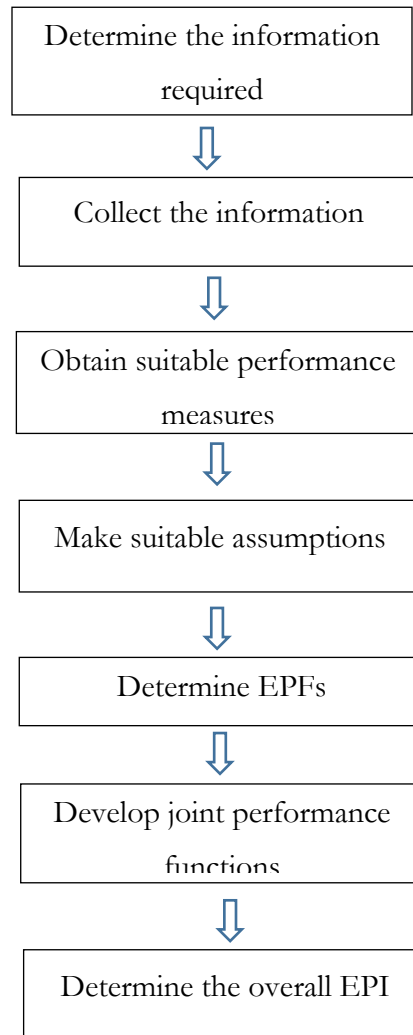 Determine the information
required
Collect the information
Obtain suitable performance
measures
Make suitable assumptions
Determine EPFs
Develop joint performance
functions
Determine the overall EPI